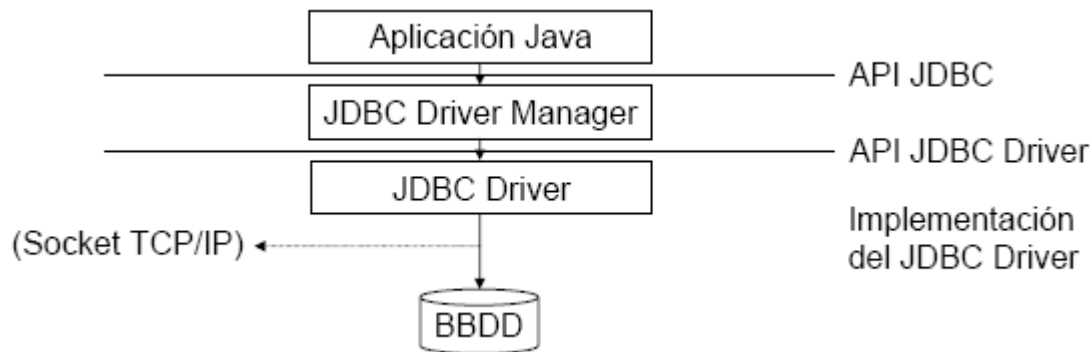 Aplicación Java
API JDBC
JDBC Driver Manager
API JDBC Driver
JDBC Driver
Implementación
del JDBC Driver
(Socket TCP/IP)
BBDD